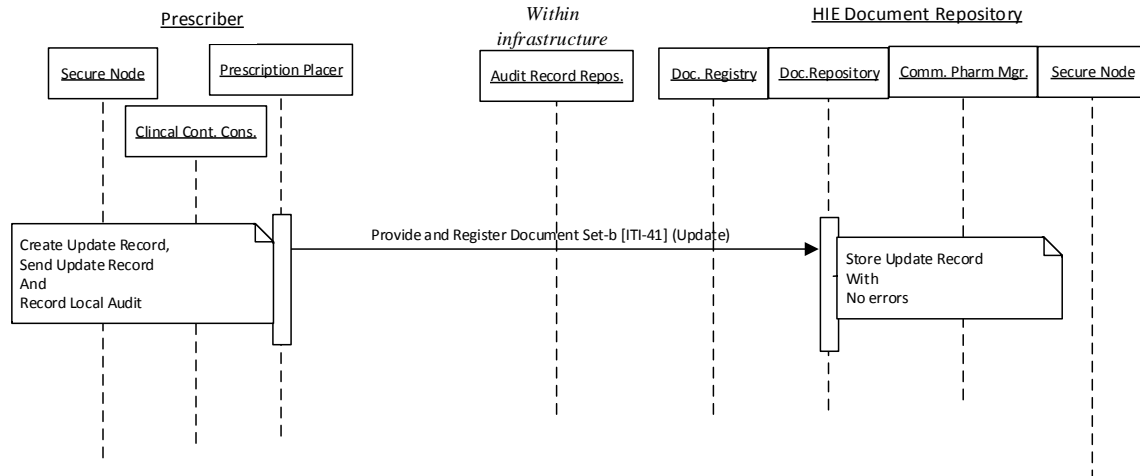 Prescriber
Within
infrastructure
HIE Document Repository
Secure Node
Prescription Placer
Audit Record Repos.
Doc. Registry
Doc.Repository
Comm. Pharm Mgr.
Secure Node
Clincal Cont. Cons.
Create Update Record,
Send Update Record
And
Record Local Audit
Provide and Register Document Set-b [ITI-41] (Update)
Store Update Record
With
No errors